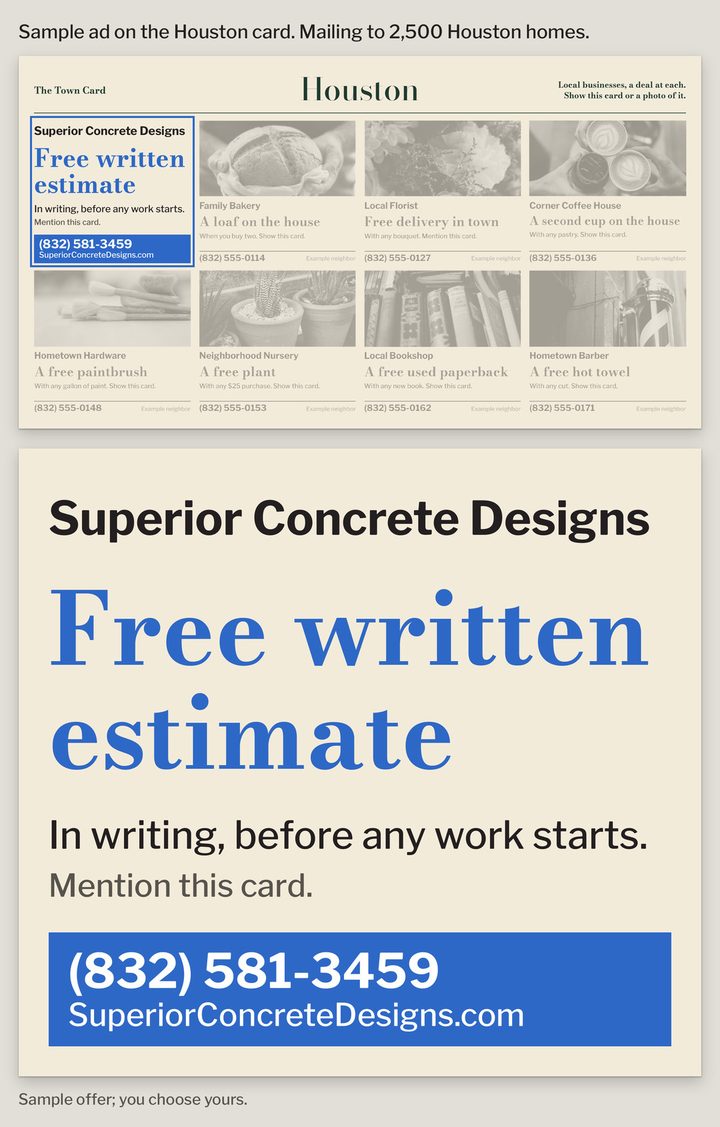 Sample ad on the Houston card. Mailing to 2,500 Houston homes.
The Town Card
Houston
Local businesses, a deal at each.
Show this card or a photo of it.
Superior Concrete Designs
Free written
estimate
In writing, before any work starts.
Mention this card.
(832) 581-3459
SuperiorConcreteDesigns.com
Family Bakery
A loaf on the house
When you buy two. Show this card.
(832) 555-0114
Example neighbor
Local Florist
Free delivery in town
With any bouquet. Mention this card.
(832) 555-0127
Example neighbor
Corner Coffee House
A second cup on the house
With any pastry. Show this card.
(832) 555-0136
Example neighbor
Hometown Hardware
A free paintbrush
With any gallon of paint. Show this card.
(832) 555-0148
Example neighbor
Neighborhood Nursery
A free plant
With any $25 purchase. Show this card.
(832) 555-0153
Example neighbor
Local Bookshop
A free used paperback
With any new book. Show this card.
(832) 555-0162
Example neighbor
Hometown Barber
A free hot towel
With any cut. Show this card.
(832) 555-0171
Example neighbor
Superior Concrete Designs
Free written
estimate
In writing, before any work starts.
Mention this card.
(832) 581-3459
SuperiorConcreteDesigns.com
Sample offer; you choose yours.